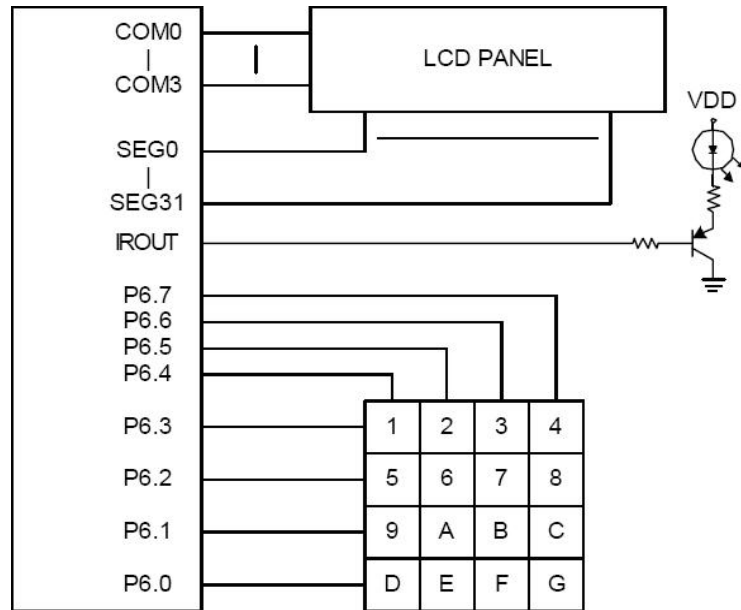 COM0
|
COM3
SEG0
|
SEG31
IROUT
P6.7
P6.6
P6.5
P6.4
P6.3
P6.2
P6.1
P6.0
LCD PANEL
VDD
1 2 3 4
5 6 7 8
9 A B C
D E F G